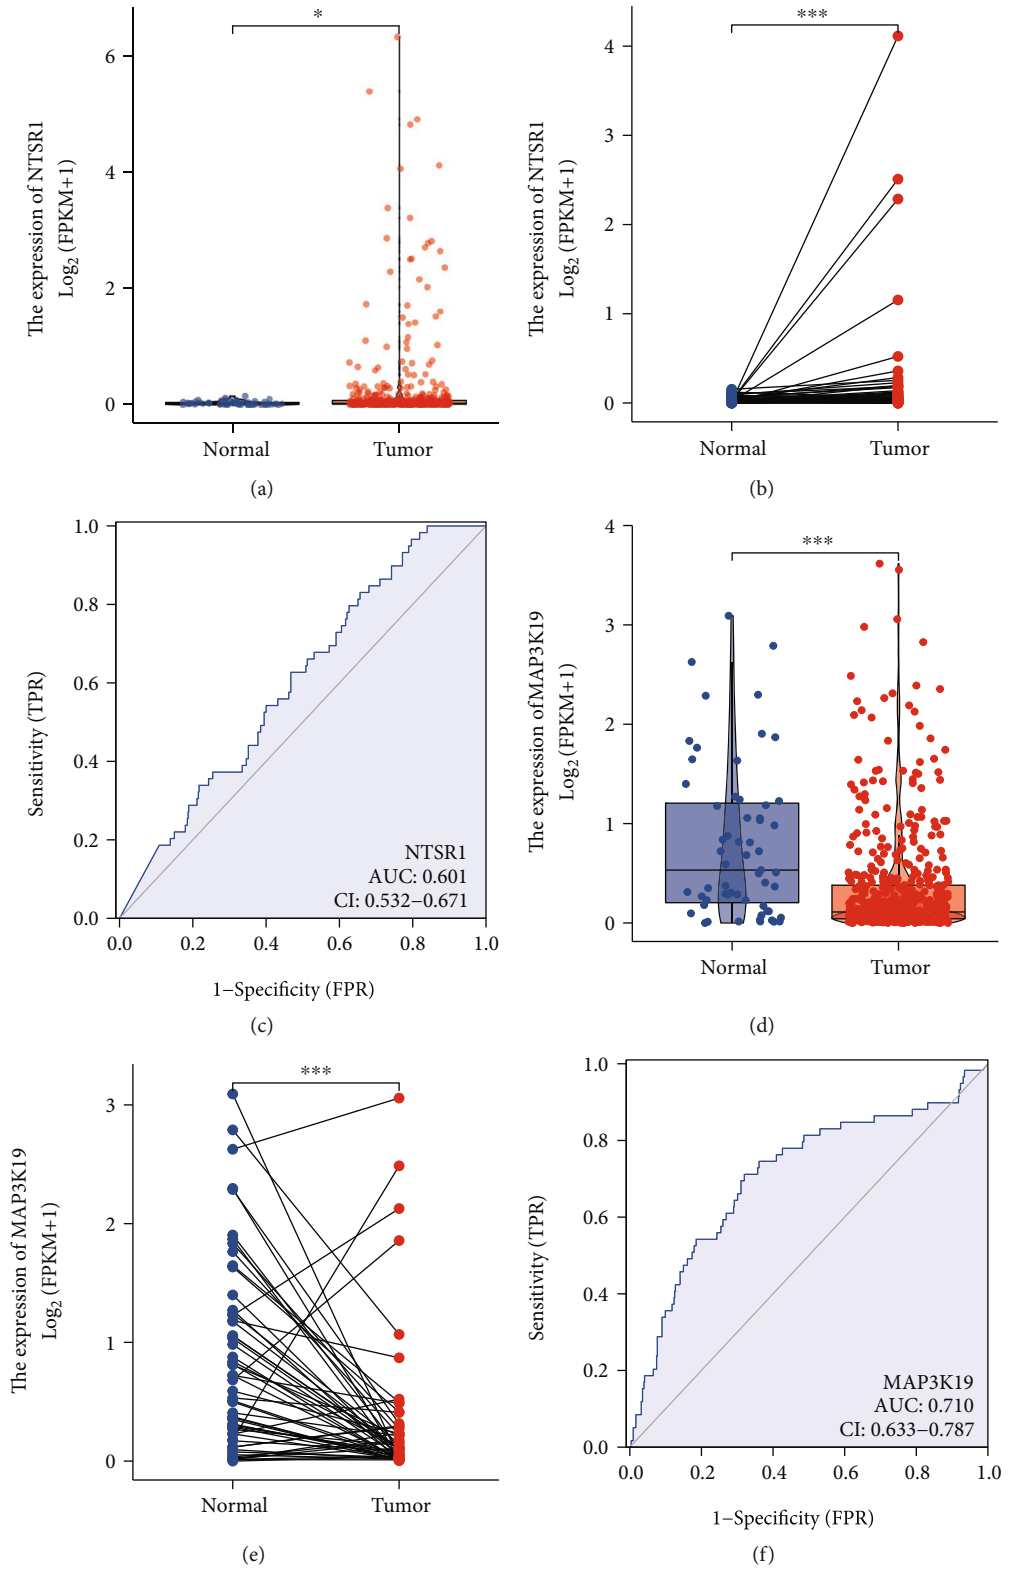 *
6
4
2
0
The expression of NTSR1
Log2 (FPKM+1)
Normal Tumor
(a)
***
4
3
2
1
0
The expression of NTSR1
Log2 (FPKM+1)
Normal Tumor
(b)
1.0
0.8
0.6
0.4
0.2
0.0
Sensitivity (TPR)
NTSR1
AUC: 0.601
CI: 0.532−0.671
0.0 0.2 0.4 0.6 0.8 1.0
1−Specificity (FPR)
(c)
***
4
3
2
1
0
The expression of MAP3K19
Log2 (FPKM+1)
Normal Tumor
(d)
***
3
2
1
0
The expression of MAP3K19
Log2 (FPKM+1)
Normal Tumor
(e)
1.0
0.8
0.6
0.4
0.2
0.0
Sensitivity (TPR)
MAP3K19
AUC: 0.710
CI: 0.633−0.787
0.0 0.2 0.4 0.6 0.8 1.0
1−Specificity (FPR)
(f)